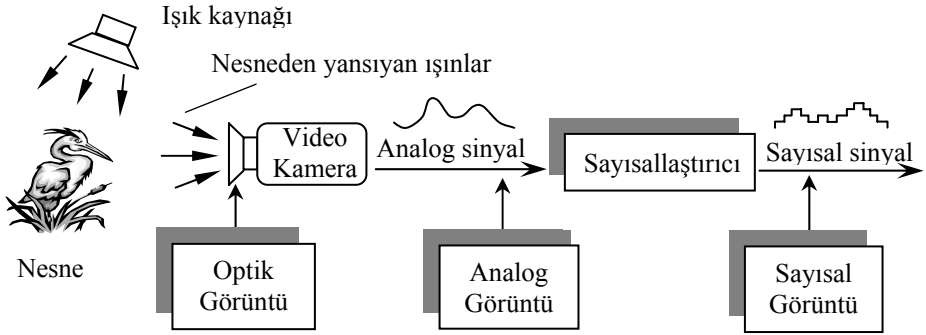 Işık kaynağı
Nesneden yansıyan ışınlar
Video
Kamera
Analog sinyal
Sayısallaştırıcı
Sayısal sinyal
Nesne
Optik
Görüntü
Analog
Görüntü
Sayısal
Görüntü